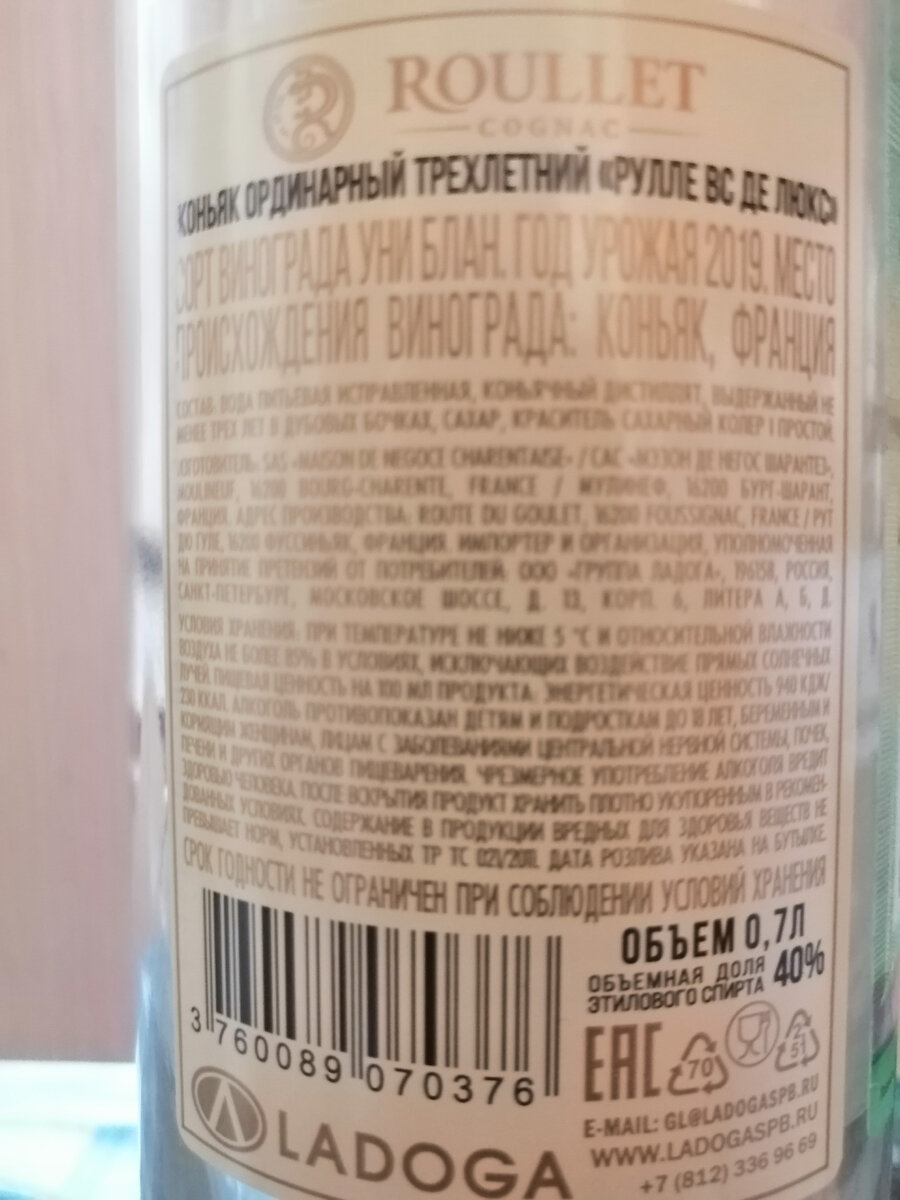 ROULLET
COGNAC
КОНЬЯК ОРДИНАРНЫЙ ТРЕХЛЕТНИЙ «РУЛЛЕ ВС ДЕ ЛЮКС»
СОРТ ВИНОГРАДА УНИ БЛАН. ГОД УРОЖАЯ 2019. МЕСТО
ПРОИСХОЖДЕНИЯ ВИНОГРАДА: КОНЬЯК, ФРАНЦИЯ
СОСТАВ: ВОДА ПИТЬЕВАЯ ИСПРАВЛЕННАЯ, КОНЬЯЧНЫЙ ДИСТИЛЛЯТ, ВЫДЕРЖАННЫЙ НЕ
МЕНЕЕ ТРЕХ ЛЕТ В ДУБОВЫХ БОЧКАХ, САХАР, КРАСИТЕЛЬ САХАРНЫЙ КОЛЕР I ПРОСТОЙ.
ИЗГОТОВИТЕЛЬ: SAS «MAISON DE NEGOCE CHARENTAISE» / САС «МЭЗОН ДЕ НЕГОС ШАРАНТЕЗ»,
MOULINEUF, 16200 BOURG-CHARENTE, FRANCE / МУЛИНЕФ, 16200 БУРГ-ШАРАНТ,
ФРАНЦИЯ. АДРЕС ПРОИЗВОДСТВА: ROUTE DU GOULET, 16200 FOUSSIGNAC, FRANCE / РУТ
ДЮ ГУЛЕ, 16200 ФУССИНЬЯК, ФРАНЦИЯ. ИМПОРТЕР И ОРГАНИЗАЦИЯ, УПОЛНОМОЧЕННАЯ
НА ПРИНЯТИЕ ПРЕТЕНЗИЙ ОТ ПОТРЕБИТЕЛЕЙ: ООО «ГРУППА ЛАДОГА», 196158, РОССИЯ,
САНКТ-ПЕТЕРБУРГ, МОСКОВСКОЕ ШОССЕ, Д. 13, КОРП. 6, ЛИТЕРА А, Б, Д.
УСЛОВИЯ ХРАНЕНИЯ: ПРИ ТЕМПЕРАТУРЕ НЕ НИЖЕ 5 °С И ОТНОСИТЕЛЬНОЙ ВЛАЖНОСТИ
ВОЗДУХА НЕ БОЛЕЕ 85% В УСЛОВИЯХ, ИСКЛЮЧАЮЩИХ ВОЗДЕЙСТВИЕ ПРЯМЫХ СОЛНЕЧНЫХ
ЛУЧЕЙ. ПИЩЕВАЯ ЦЕННОСТЬ НА 100 МЛ ПРОДУКТА: ЭНЕРГЕТИЧЕСКАЯ ЦЕННОСТЬ 940 КДЖ/
230 ККАЛ. АЛКОГОЛЬ ПРОТИВОПОКАЗАН ДЕТЯМ И ПОДРОСТКАМ ДО 18 ЛЕТ, БЕРЕМЕННЫМ И
КОРМЯЩИМ ЖЕНЩИНАМ, ЛИЦАМ С ЗАБОЛЕВАНИЯМИ ЦЕНТРАЛЬНОЙ НЕРВНОЙ СИСТЕМЫ, ПОЧЕК,
ПЕЧЕНИ И ДРУГИХ ОРГАНОВ ПИЩЕВАРЕНИЯ. ЧРЕЗМЕРНОЕ УПОТРЕБЛЕНИЕ АЛКОГОЛЯ ВРЕДИТ
ЗДОРОВЬЮ ЧЕЛОВЕКА. ПОСЛЕ ВСКРЫТИЯ ПРОДУКТ ХРАНИТЬ ПЛОТНО УКУПОРЕННЫМ В РЕКОМЕН-
ДОВАННЫХ УСЛОВИЯХ. СОДЕРЖАНИЕ В ПРОДУКЦИИ ВРЕДНЫХ ДЛЯ ЗДОРОВЬЯ ВЕЩЕСТВ НЕ
ПРЕВЫШАЕТ НОРМ, УСТАНОВЛЕННЫХ ТР ТС 021/2011. ДАТА РОЗЛИВА УКАЗАНА НА БУТЫЛКЕ.
СРОК ГОДНОСТИ НЕ ОГРАНИЧЕН ПРИ СОБЛЮДЕНИИ УСЛОВИЙ ХРАНЕНИЯ
ОБЪЕМ 0,7Л
ОБЪЕМНАЯ ДОЛЯ
ЭТИЛОВОГО СПИРТА 40%
3 760089 070376
EAC
70
51
LADOGA
E-MAIL: GL@LADOGASPB.RU
WWW.LADOGASPB.RU
+7 (812) 336 96 69